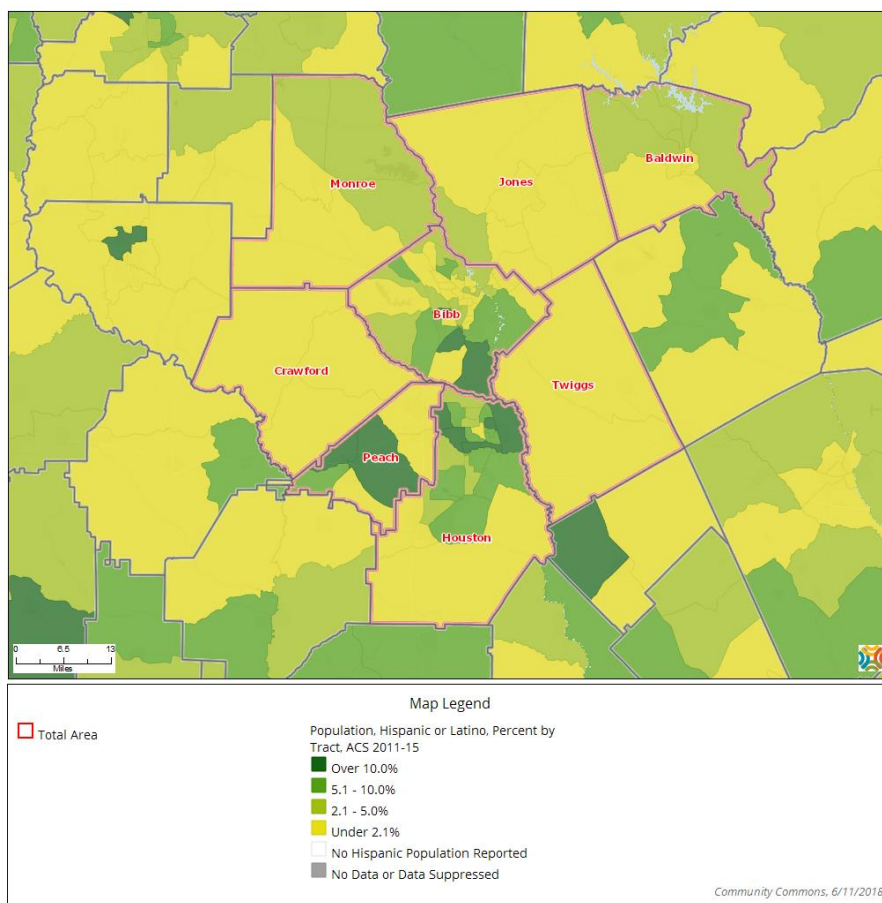 Monroe
Jones
Baldwin
Bibb
Crawford
Twiggs
Peach
Houston
0 6.5 13
Miles
Map Legend
Total Area
Population, Hispanic or Latino, Percent by
Tract, ACS 2011-15
Over 10.0%
5.1 - 10.0%
2.1 - 5.0%
Under 2.1%
No Hispanic Population Reported
No Data or Data Suppressed
Community Commons, 6/11/2018